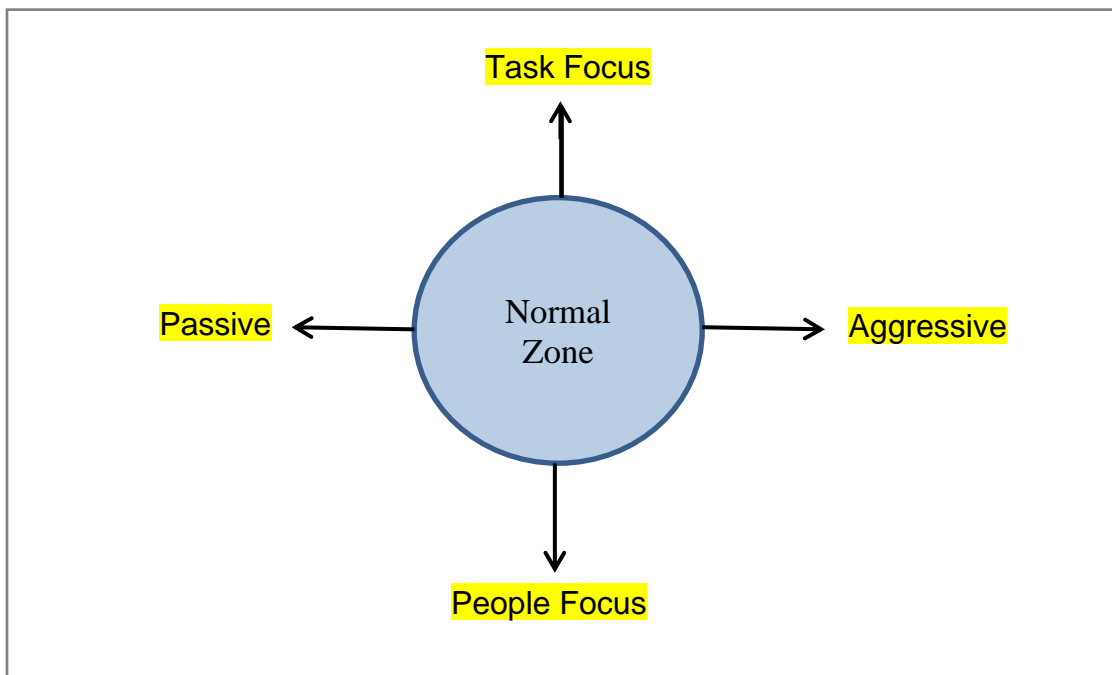 Task Focus
Passive
Normal
Zone
Aggressive
People Focus